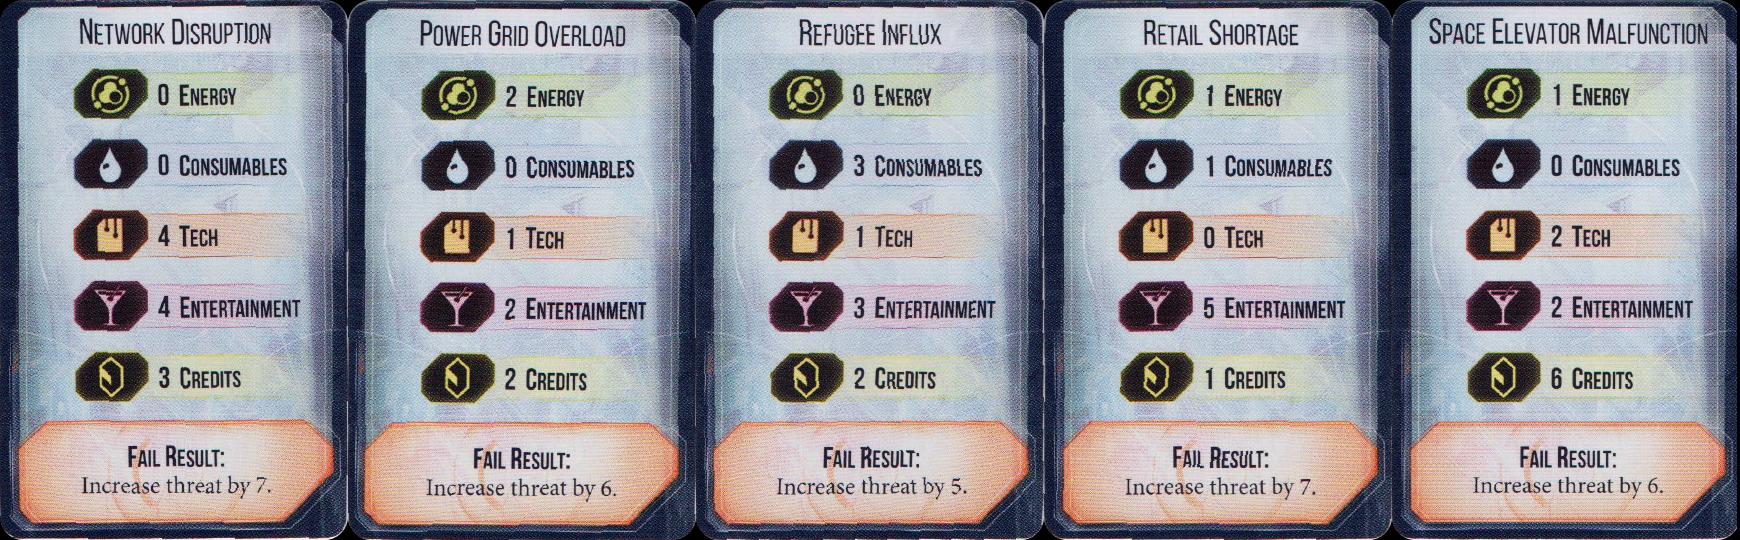 Network Disruption
0 Energy
0 Consumables
4 Tech
4 Entertainment
3 Credits
Fail Result:
Increase threat by 7.
Power Grid Overload
2 Energy
0 Consumables
1 Tech
2 Entertainment
2 Credits
Fail Result:
Increase threat by 6.
Refugee Influx
0 Energy
3 Consumables
1 Tech
3 Entertainment
2 Credits
Fail Result:
Increase threat by 5.
Retail Shortage
1 Energy
1 Consumables
0 Tech
5 Entertainment
1 Credits
Fail Result:
Increase threat by 7.
Space Elevator Malfunction
1 Energy
0 Consumables
2 Tech
2 Entertainment
6 Credits
Fail Result:
Increase threat by 6.